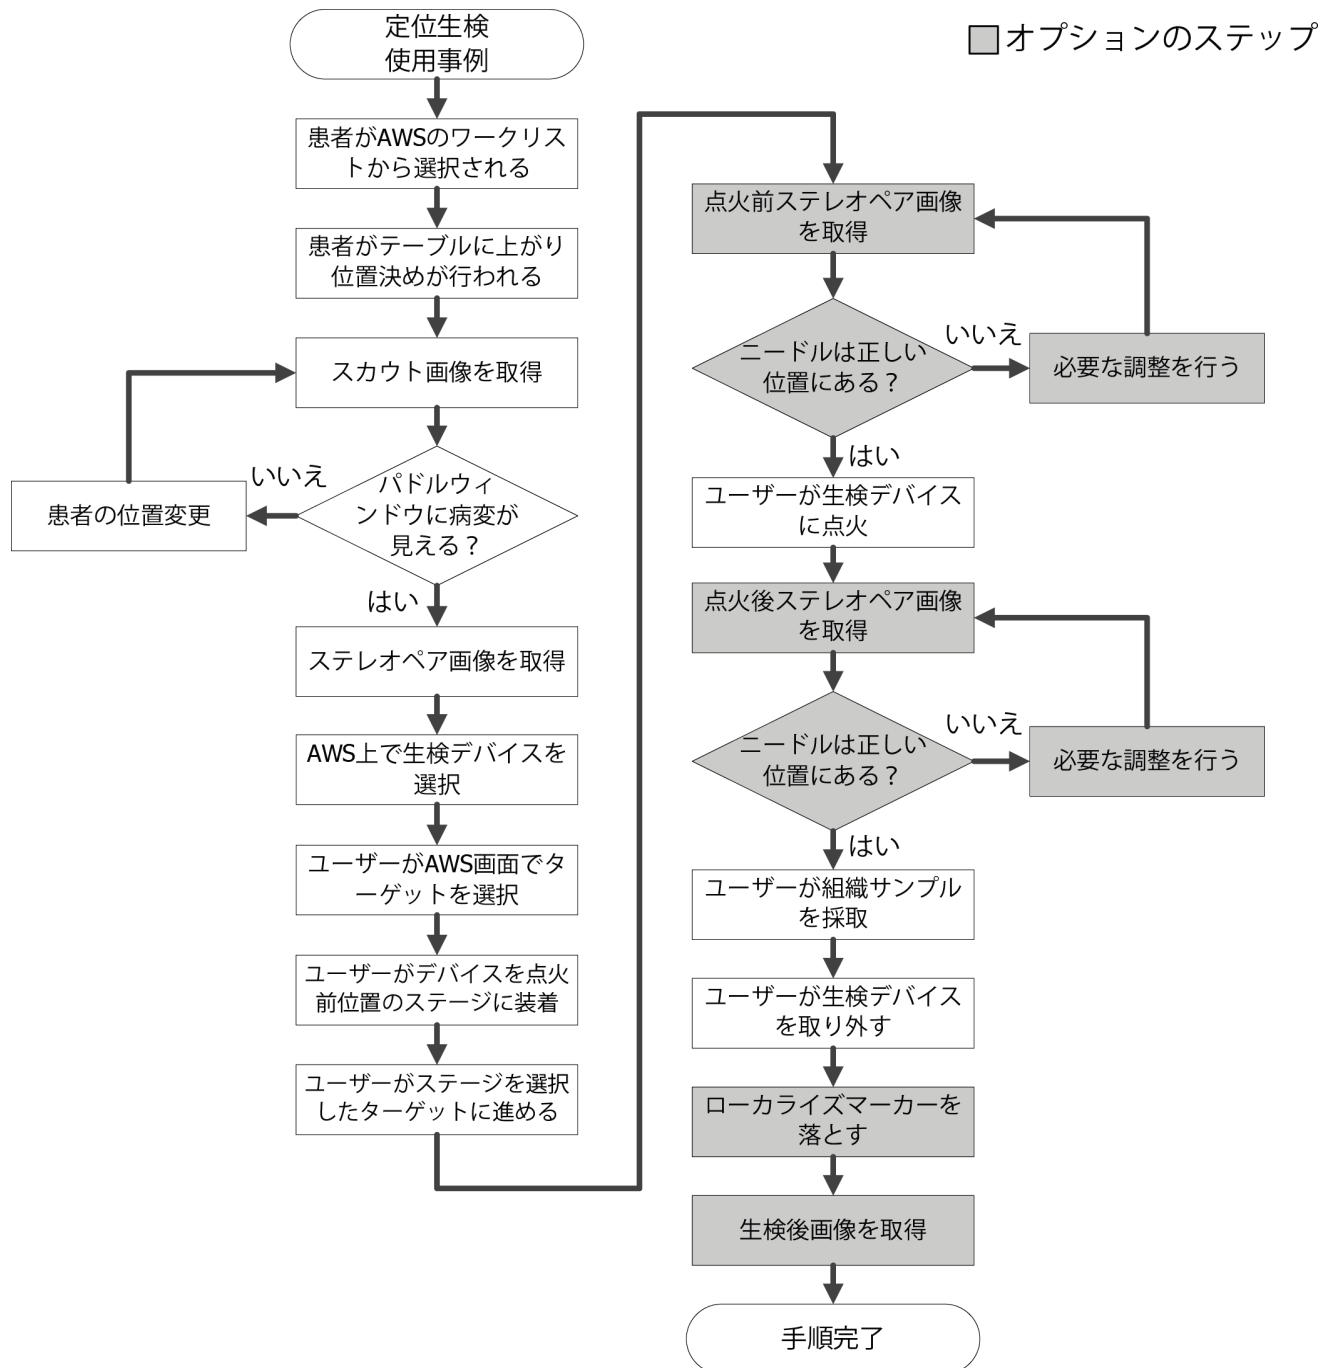 定位生検
使用事例
オプションのステップ
患者がAWSのワークリス
トから選択される
患者がテーブルに上がり
位置決めが行われる
スカウト画像を取得
パドルウィ
ンドウに病変が
見える？
いいえ
患者の位置変更
はい
ステレオペア画像を取得
AWS上で生検デバイスを
選択
ユーザーがAWS画面でタ
ーゲットを選択
ユーザーがデバイスを点火
前位置のステージに装着
ユーザーがステージを選択
したターゲットに進める
点火前ステレオペア画像
を取得
ニードルは正しい
位置にある？
いいえ
必要な調整を行う
はい
ユーザーが生検デバイス
に点火
点火後ステレオペア画像
を取得
ニードルは正しい
位置にある？
いいえ
必要な調整を行う
はい
ユーザーが組織サンプル
を採取
ユーザーが生検デバイス
を取り外す
ローカライズマーカーを
落とす
生検後画像を取得
手順完了